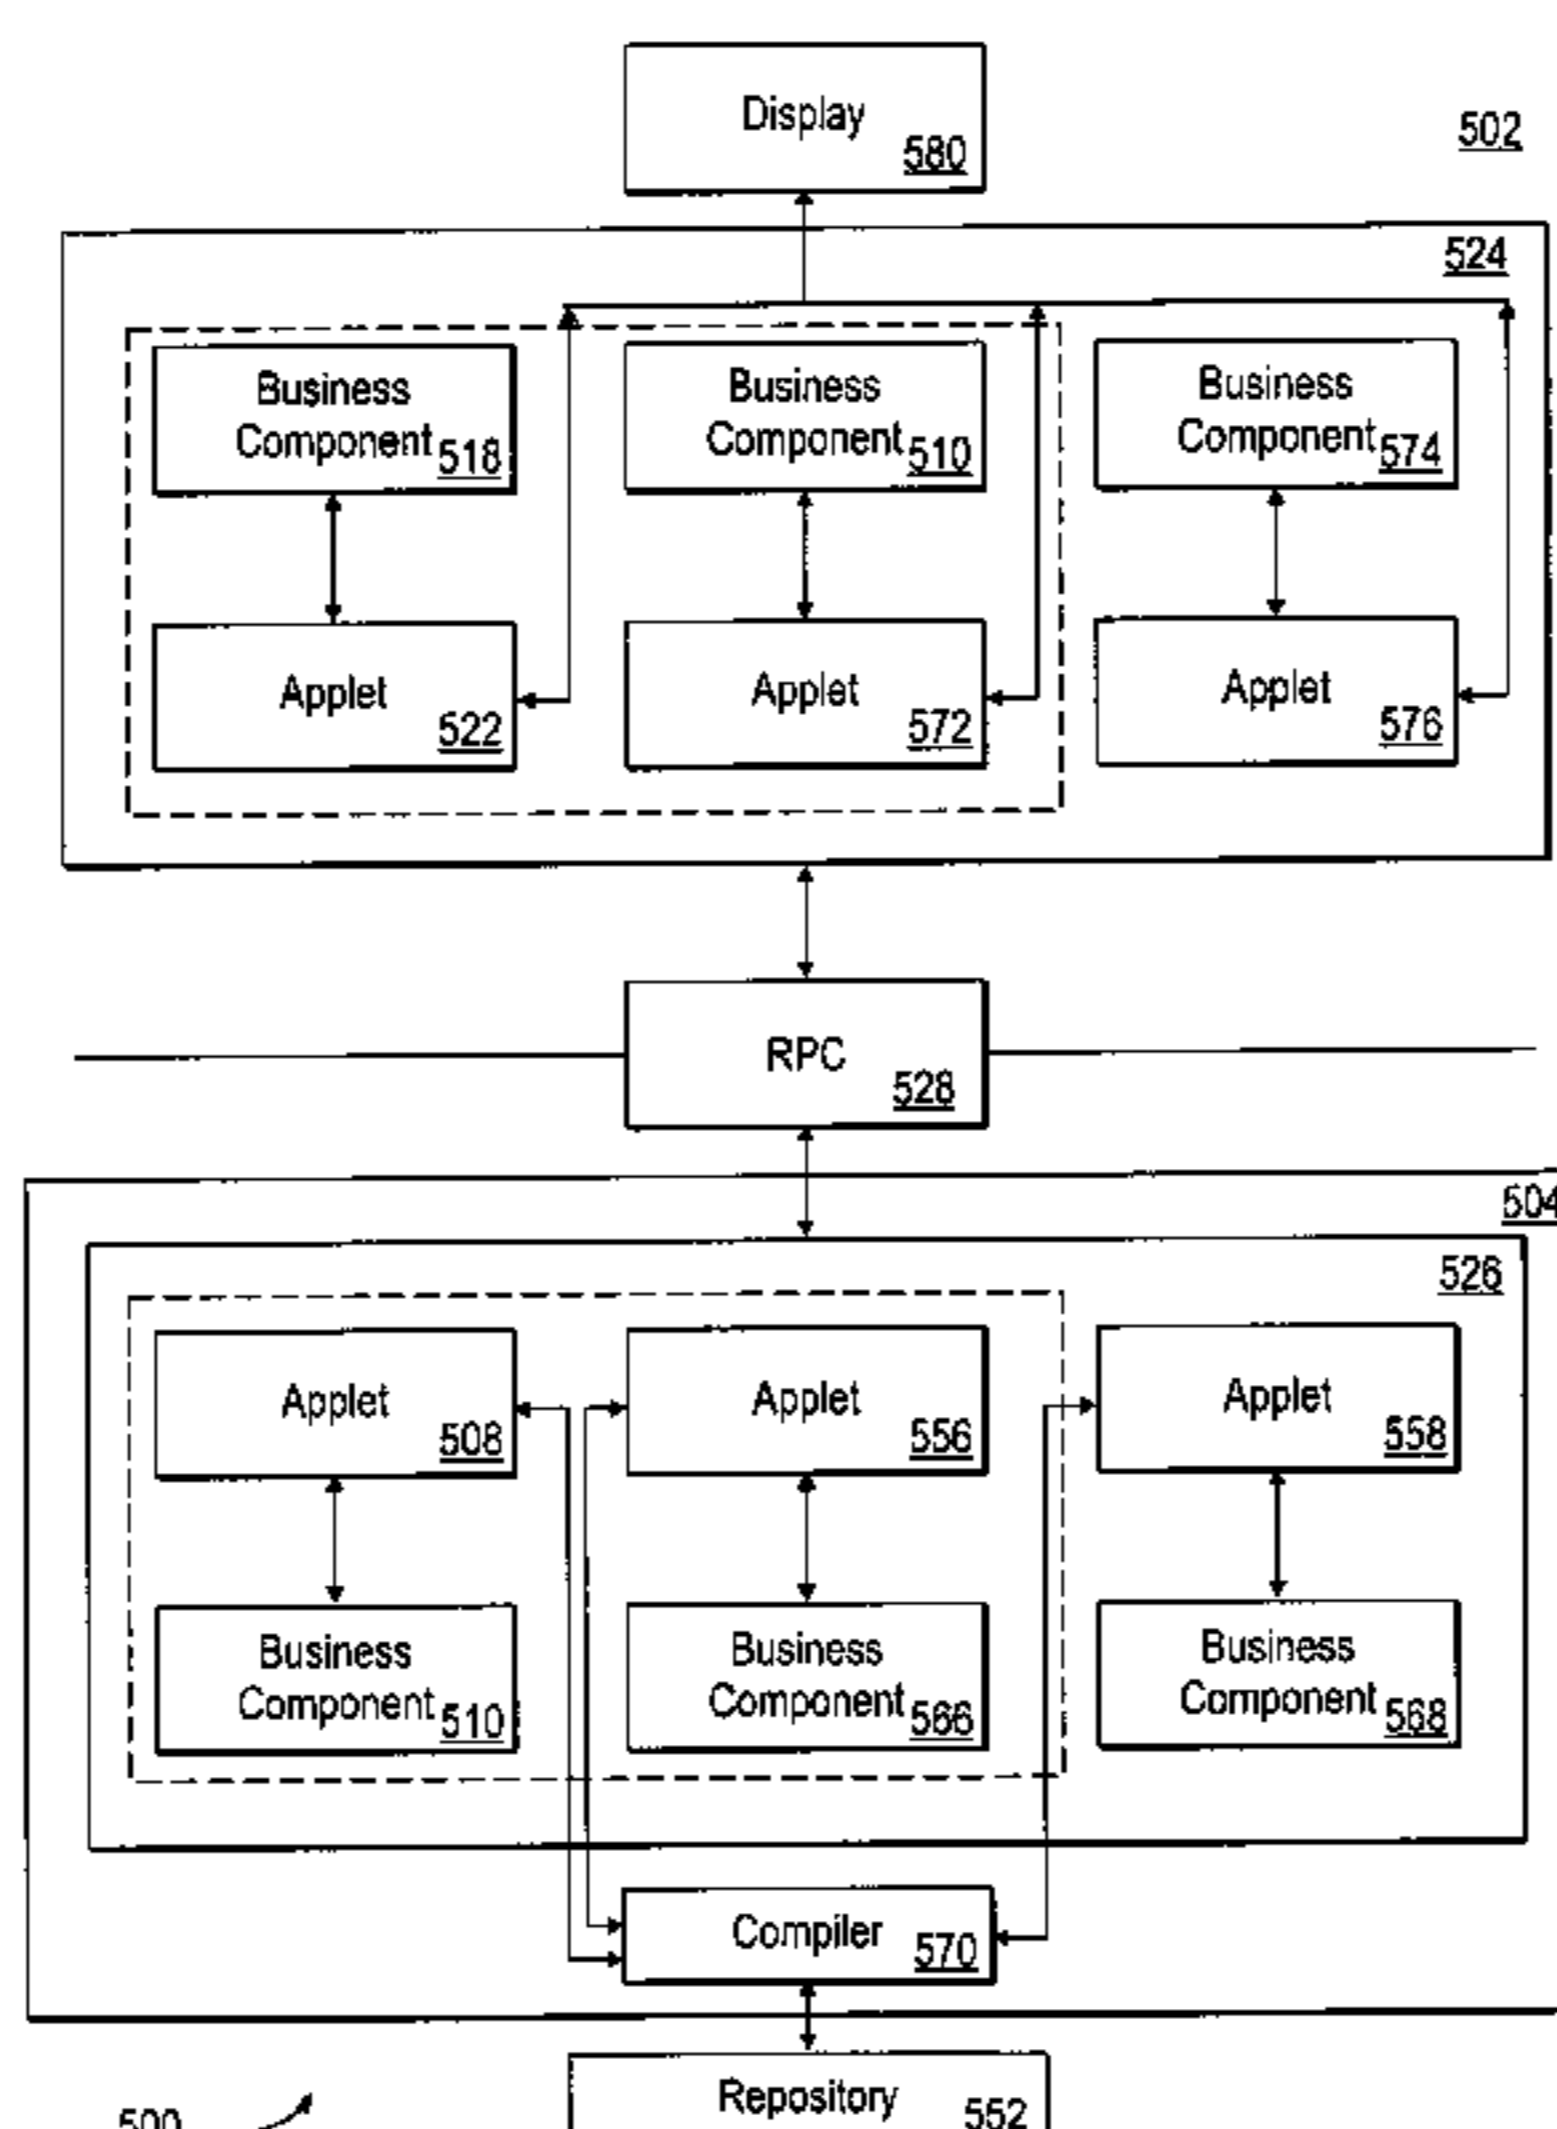 Display
580
502
524
Business
Component 518
Business
Component 510
Business
Component 574
Applet
522
Applet
572
Applet
576
RPC
528
504
526
Applet
508
Applet
556
Applet
558
Business
Component 510
Business
Component 566
Business
Component 568
Compiler
570
Repository
552
500